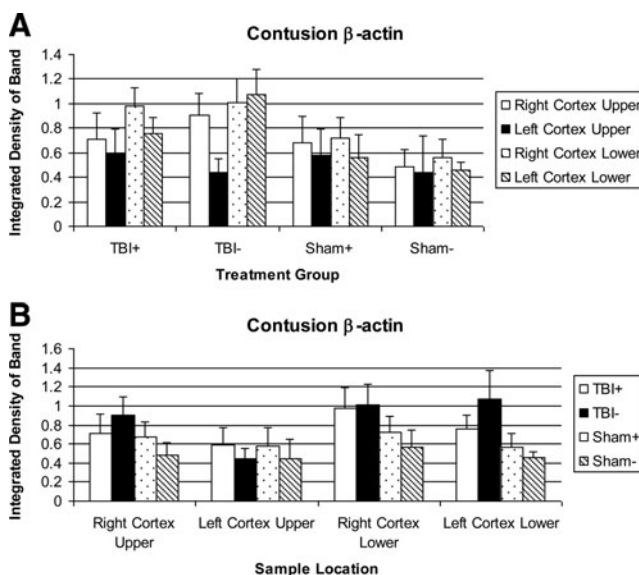 A
Contusion β-actin
Integrated Density of Band
1.4
1.2
1
0.8
0.6
0.4
0.2
0
TBI+
TBI-
Sham+
Sham-
Treatment Group
Right Cortex Upper
Left Cortex Upper
Right Cortex Lower
Left Cortex Lower
B
Contusion β-actin
Integrated Density of Band
1.6
1.4
1.2
1
0.8
0.6
0.4
0.2
0
Right Cortex
Upper
Left Cortex Upper
Right Cortex
Lower
Left Cortex Lower
Sample Location
TBI+
TBI-
Sham+
Sham-